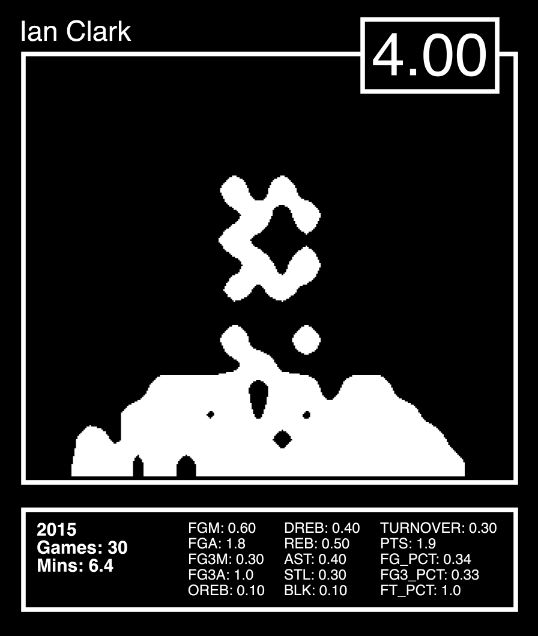 Ian Clark
4.00
2015
Games: 30
Mins: 6.4
FGM: 0.60
FGA: 1.8
FG3M: 0.30
FG3A: 1.0
OREB: 0.10
DREB: 0.40
REB: 0.50
AST: 0.40
STL: 0.30
BLK: 0.10
TURNOVER: 0.30
PTS: 1.9
FG_PCT: 0.34
FG3_PCT: 0.33
FT_PCT: 1.0